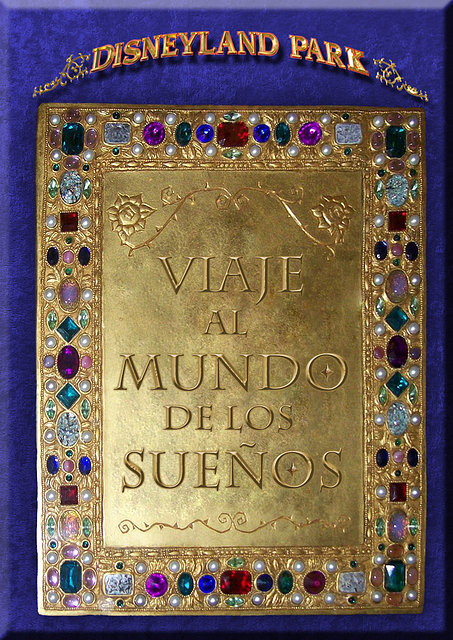 DISNEYLAND PARK
VIAJE
AL
MUNDO
DE LOS
SUEÑOS